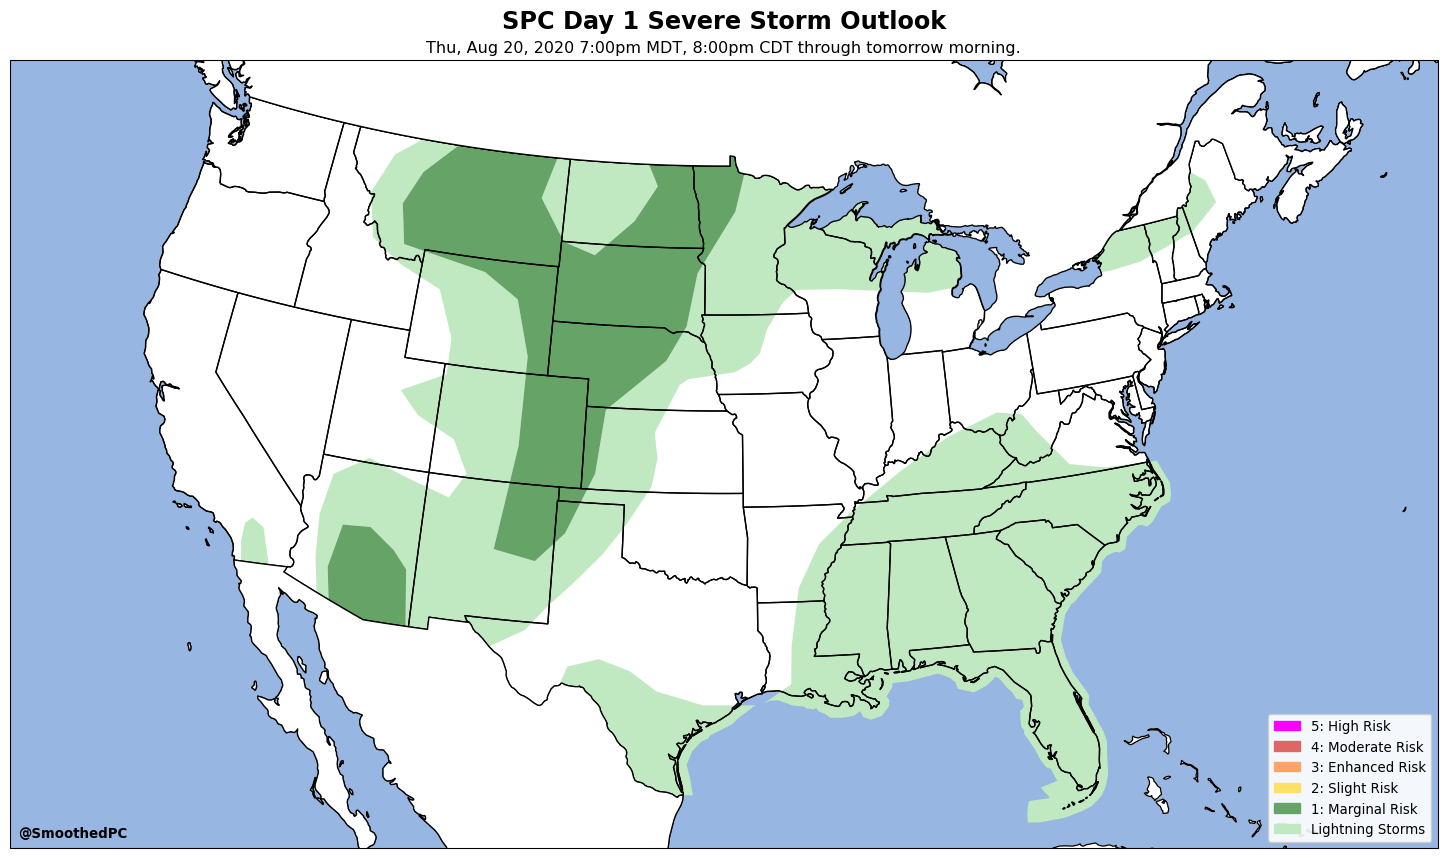 SPC Day 1 Severe Storm Outlook
Thu, Aug 20, 2020 7:00pm MDT, 8:00pm CDT through tomorrow morning.
5: High Risk
4: Moderate Risk
3: Enhanced Risk
2: Slight Risk
1: Marginal Risk
Lightning Storms
@SmoothedPC